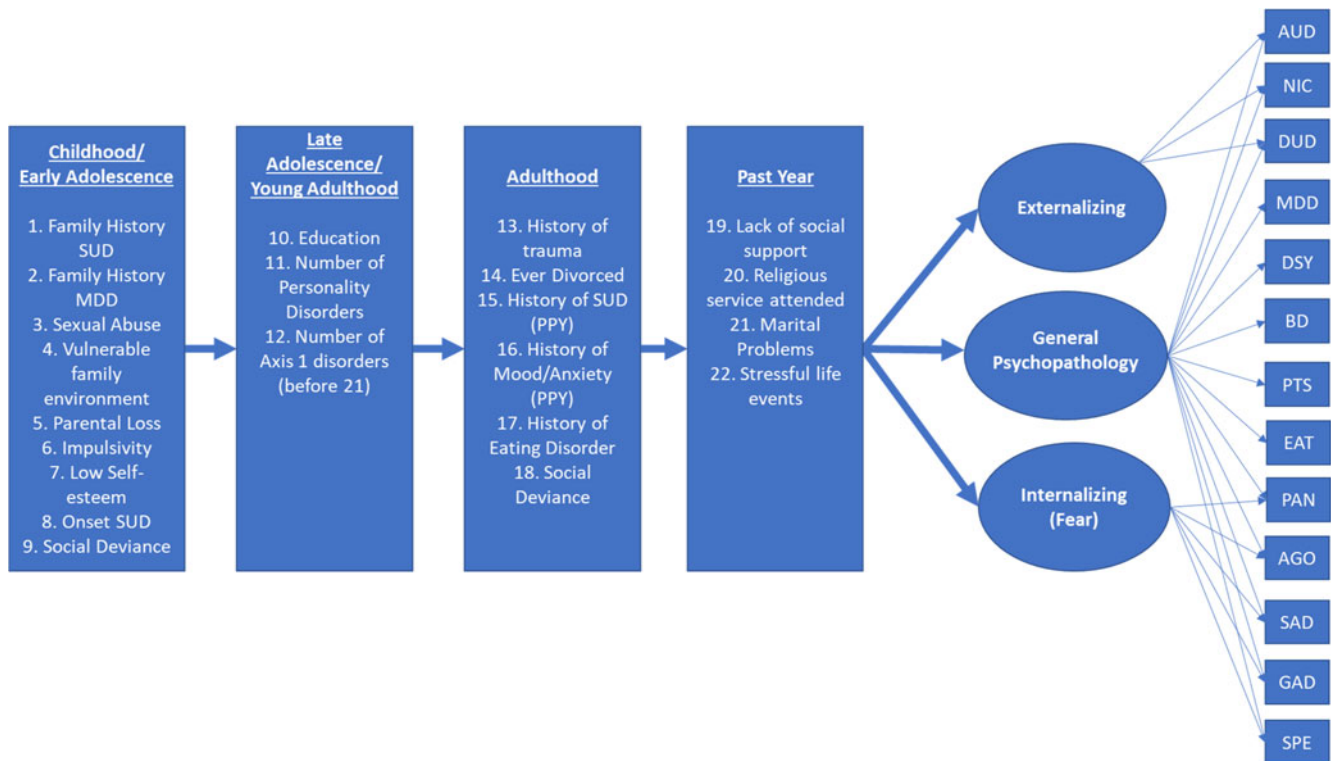 Childhood/
Early Adolescence
1. Family History
SUD
2. Family History
MDD
3. Sexual Abuse
4. Vulnerable
family
environment
5. Parental Loss
6. Impulsivity
7. Low Self-
esteem
8. Onset SUD
9. Social Deviance
Late
Adolescence/
Young Adulthood
10. Education
11. Number of
Personality
Disorders
12. Number of
Axis 1 disorders
(before 21)
Adulthood
13. History of
trauma
14. Ever Divorced
15. History of SUD
(PPY)
16. History of
Mood/Anxiety
(PPY)
17. History of
Eating Disorder
18. Social
Deviance
Past Year
19. Lack of social
support
20. Religious
service attended
21. Marital
Problems
22. Stressful life
events
Externalizing
General
Psychopathology
Internalizing
(Fear)
AUD
NIC
DUD
MDD
DSY
BD
PTS
EAT
PAN
AGO
SAD
GAD
SPE